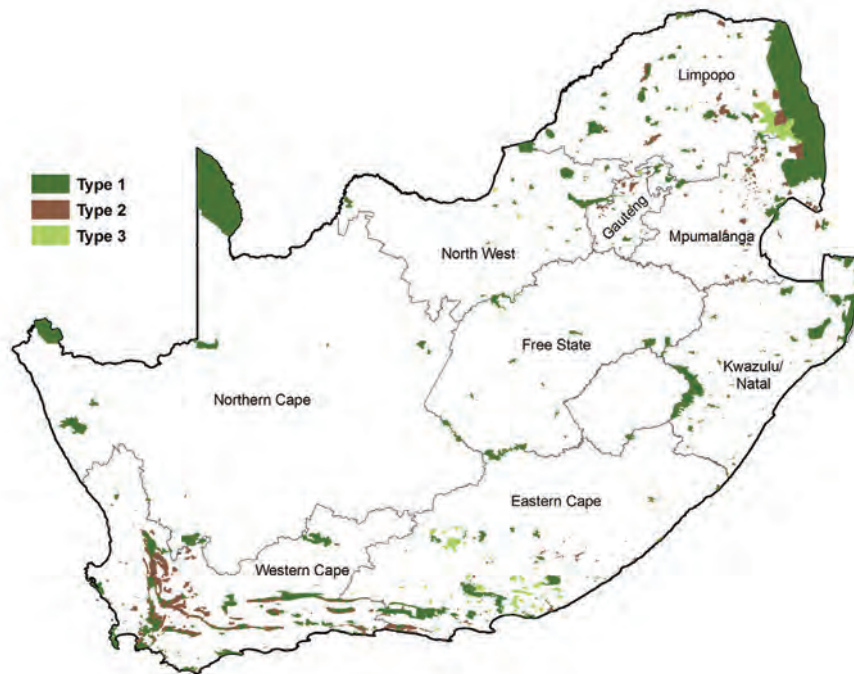 Limpopo
Type 1
Type 2
Type 3
Gauteng
Mpumalánga
North West
Free State
Kwazulu/
Natal
Northern Cape
Eastern Cape
Western Cape